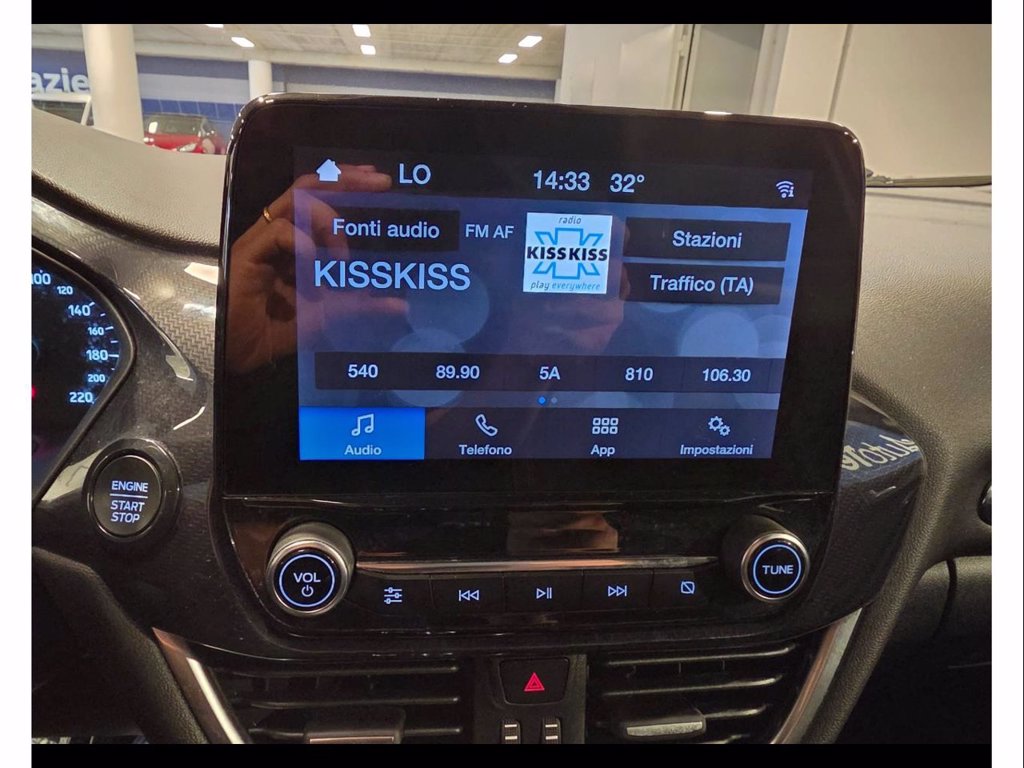 azie
LO
14:33 32°
Fonti audio
FM AF
radio
KISSKISS
play everywhere
Stazioni
Traffico (TA)
KISSKISS
540
89.90
5A
810
106.30
Audio
Telefono
App
Impostazioni
100
120
140
160
180
200
220
ENGINE
START
STOP
VOL
TUNE